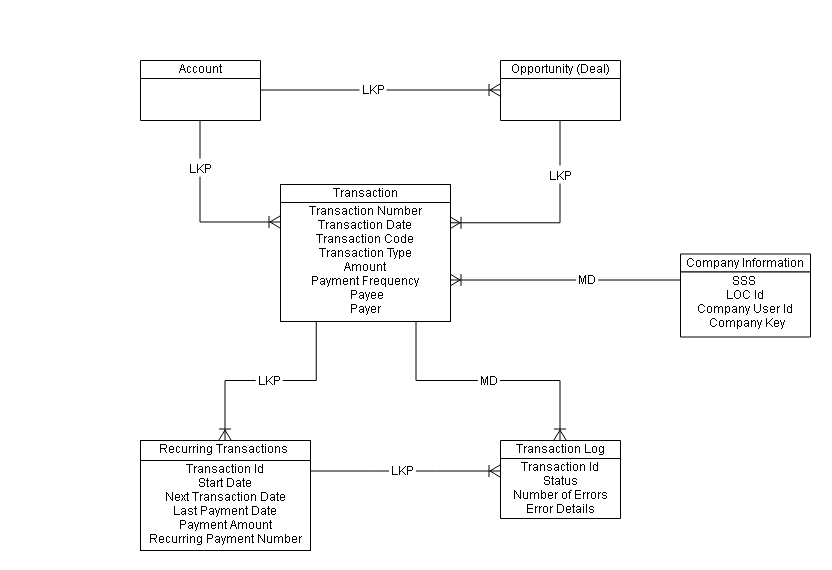 Account
Opportunity (Deal)
LKP
LKP
LKP
Transaction
Transaction Number
Transaction Date
Transaction Code
Transaction Type
Amount
Payment Frequency
Payee
Payer
MD
Company Information
SSS
LOC Id
Company User Id
Company Key
LKP
MD
Recurring Transactions
Transaction Id
Start Date
Next Transaction Date
Last Payment Date
Payment Amount
Recurring Payment Number
LKP
Transaction Log
Transaction Id
Status
Number of Errors
Error Details